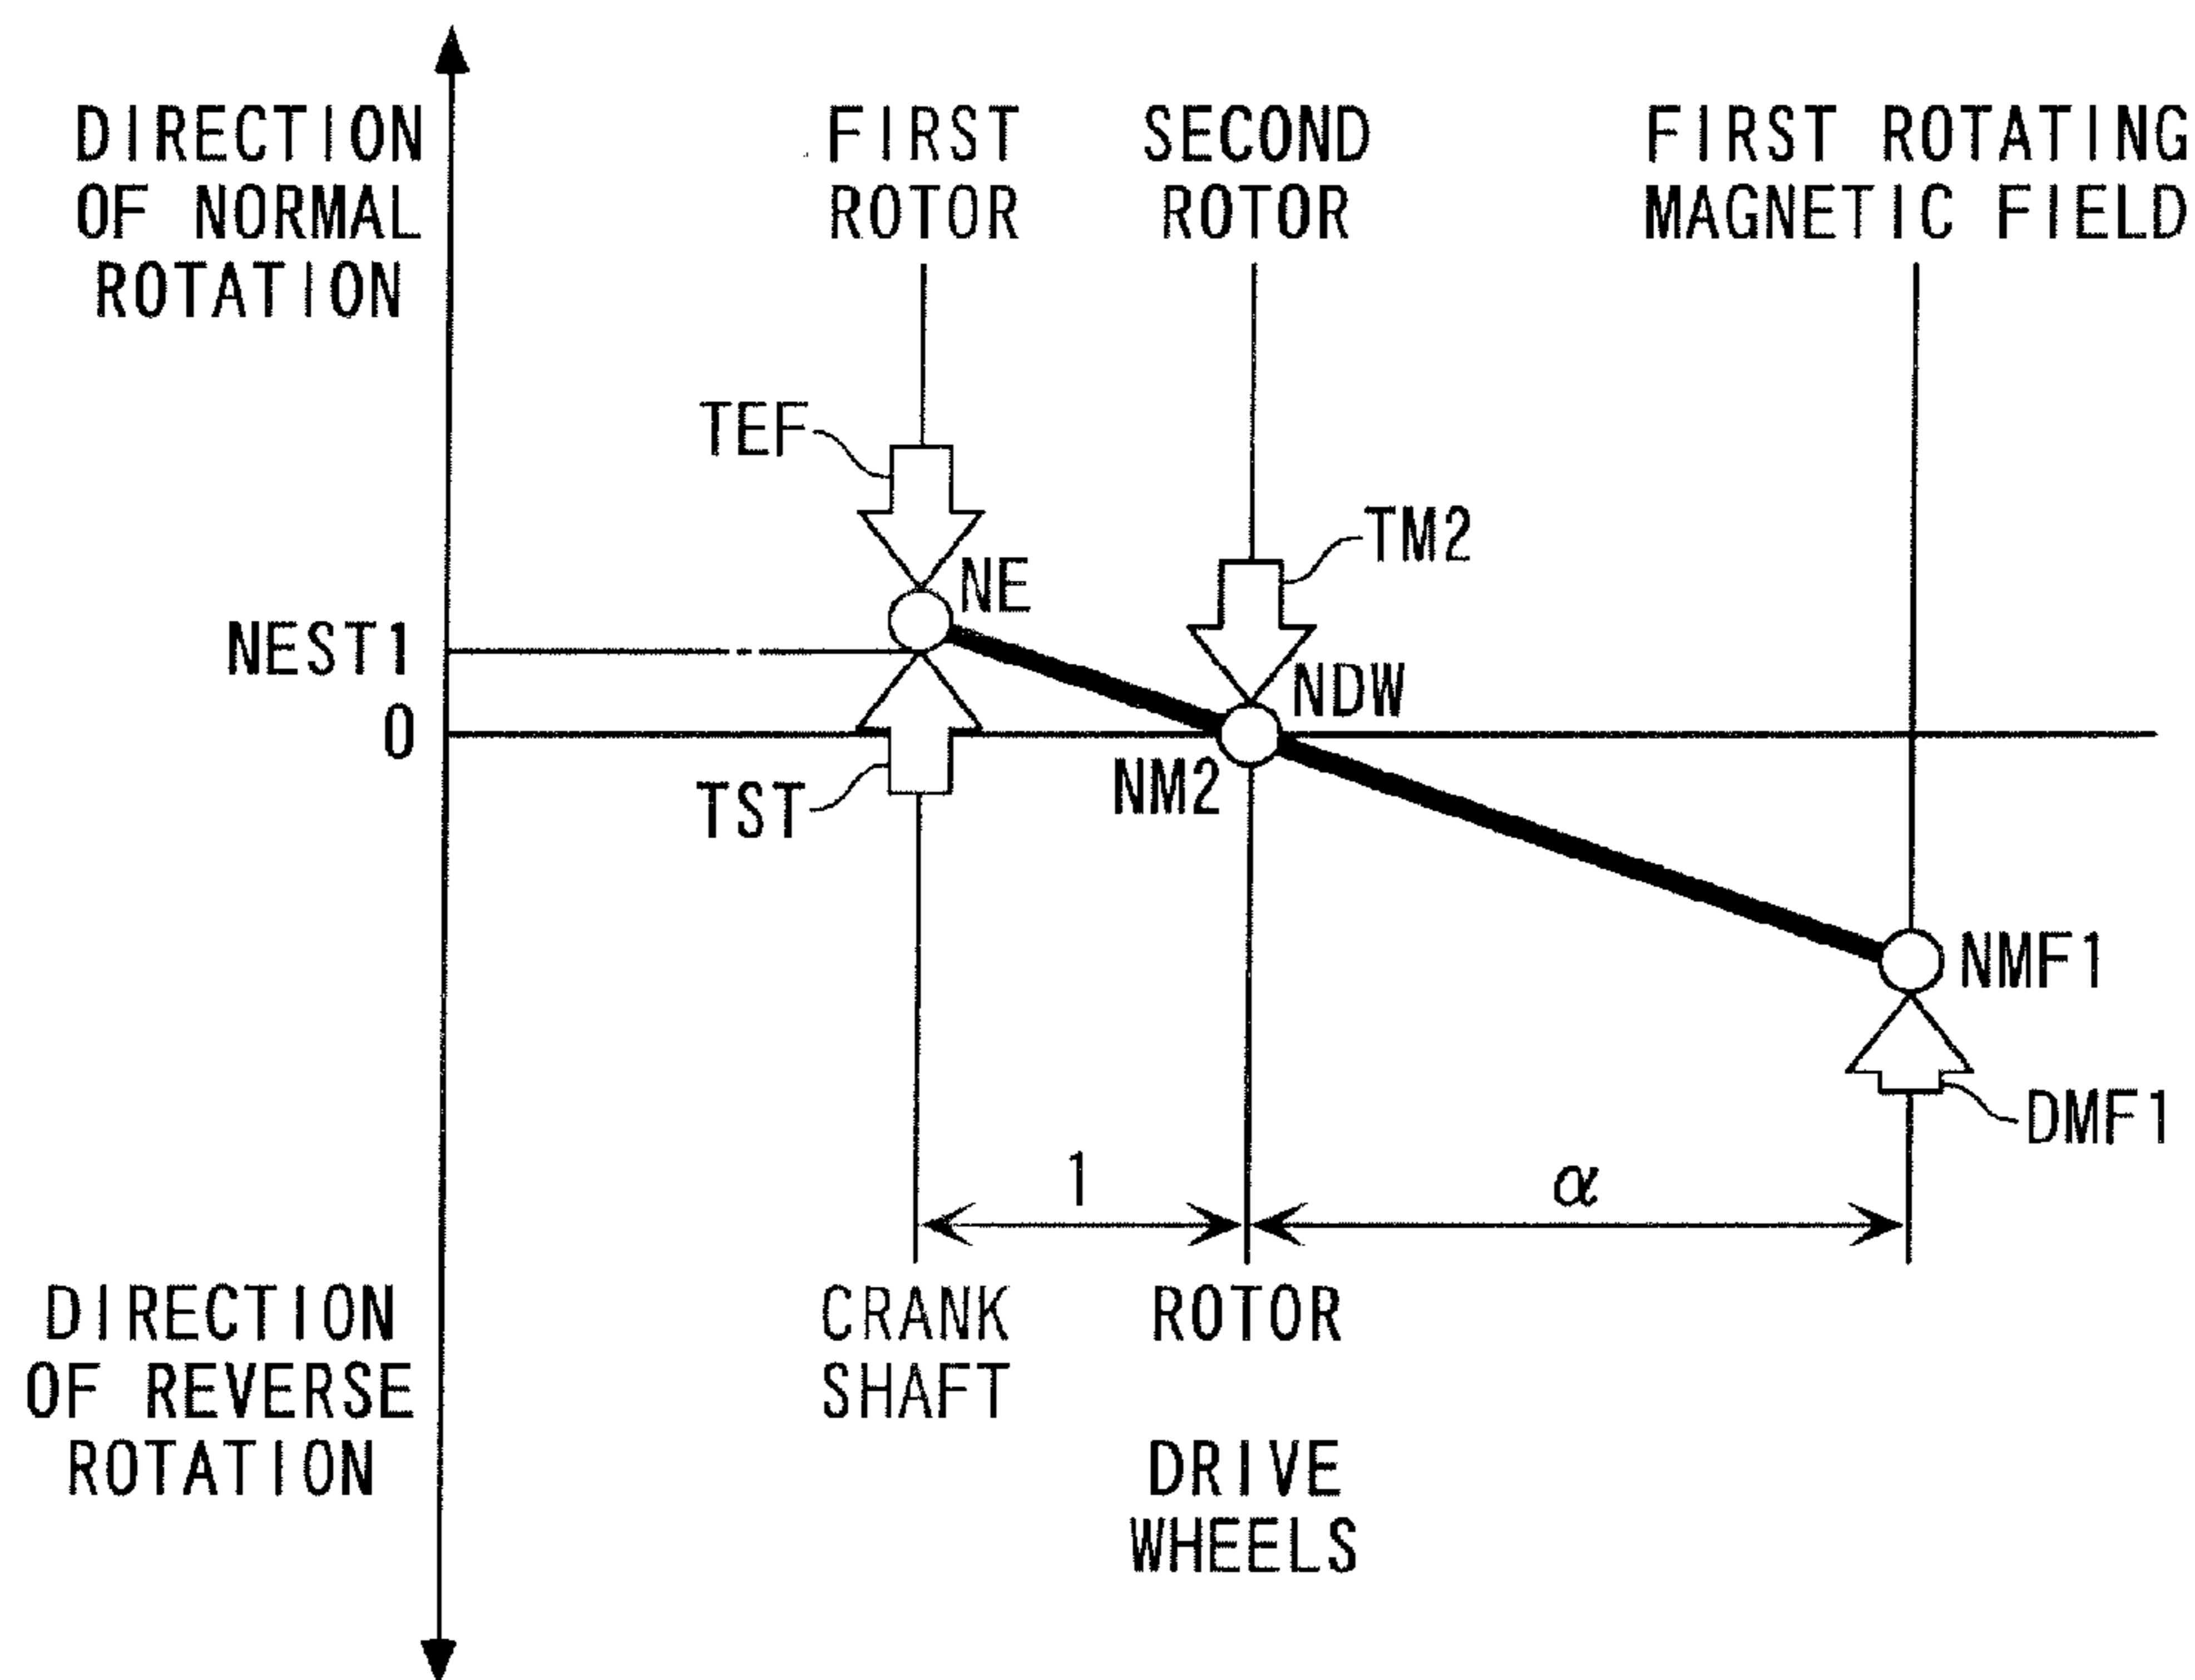 DIRECTION
OF NORMAL
ROTATION
FIRST
ROTOR
SECOND
ROTOR
FIRST ROTATING
MAGNETIC FIELD
TEF
NE
TM2
NEST1
NDW
0
TST
NM2
NMF1
DMF1
1
α
CRANK
SHAFT
ROTOR
DRIVE
WHEELS
DIRECTION
OF REVERSE
ROTATION